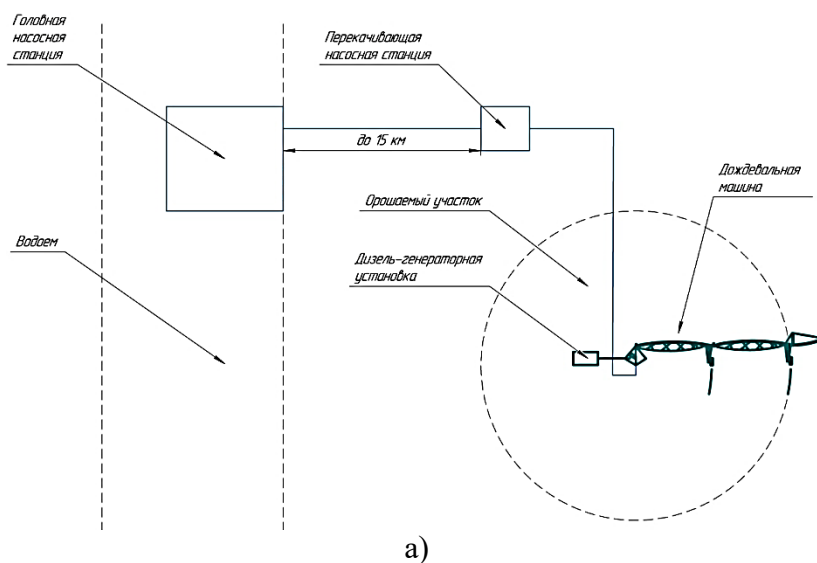 Головная
насосная
станция
Перекачивающая
насосная станция
до 15 км
Дождевальная
машина
Орошаемый участок
Водоем
Дизель-генераторная
установка
а)